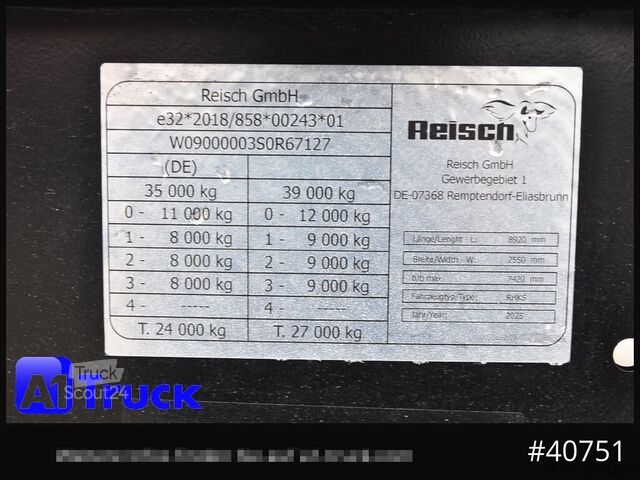 Reisch GmbH
e32*2018/858*00243*01
W09000003S0R67127
(DE)
35 000 kg 39 000 kg
0 - 11 000 kg 0 - 12 000 kg
1 - 8 000 kg 1 - 9 000 kg
2 - 8 000 kg 2 - 9 000 kg
3 - 8 000 kg 3 - 9 000 kg
4 - ----- 4 - -----
T. 24 000 kg T. 27 000 kg
Reisch
Reisch GmbH
Gewerbegebiet 1
DE-07368 Remptendorf-Eliasbrunn
Länge/Lenght - L: 8920 mm
Breite/Width - W: 2550 mm
b/b max: 7420 mm
Fahrzeugtyp/Type: RHKS
Jahr/Year: 2025
A1 TRUCK
Truck
Scout24
#40751